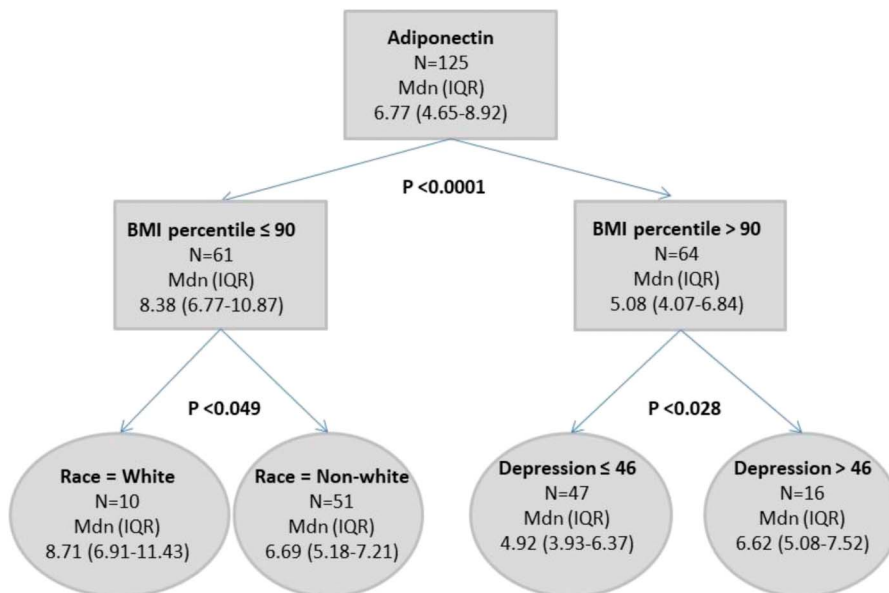 Adiponectin
N=125
Mdn (IQR)
6.77 (4.65-8.92)
P <0.0001
BMI percentile ≤ 90
N=61
Mdn (IQR)
8.38 (6.77-10.87)
BMI percentile > 90
N=64
Mdn (IQR)
5.08 (4.07-6.84)
P <0.049
P <0.028
Race = White
N=10
Mdn (IQR)
8.71 (6.91-11.43)
Race = Non-white
N=51
Mdn (IQR)
6.69 (5.18-7.21)
Depression ≤ 46
N=47
Mdn (IQR)
4.92 (3.93-6.37)
Depression > 46
N=16
Mdn (IQR)
6.62 (5.08-7.52)